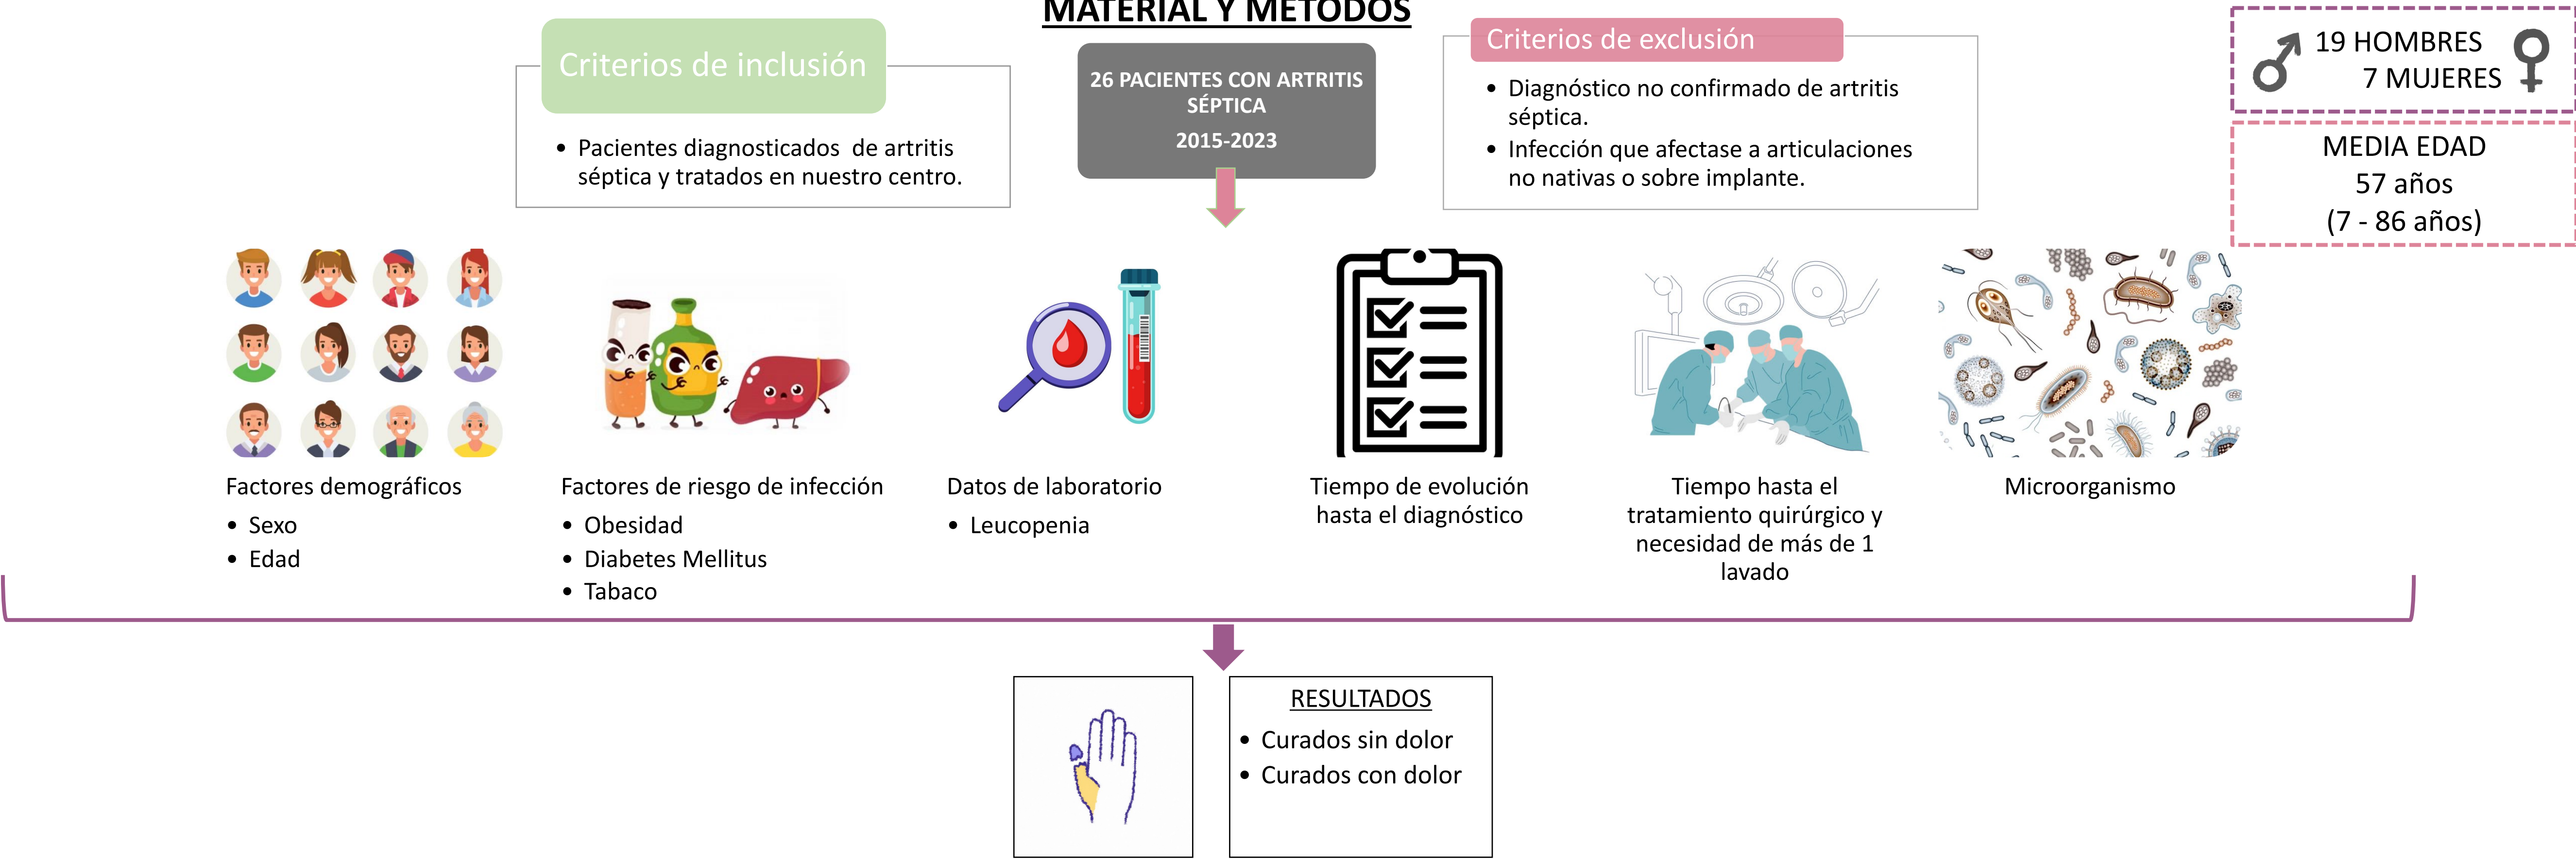 MATERIAL Y MÉTODOS
Criterios de inclusión
• Pacientes diagnosticados  de artritis
séptica y tratados en nuestro centro.
26 PACIENTES CON ARTRITIS
SÉPTICA
2015-2023
Criterios de exclusión
• Diagnóstico no confirmado de artritis
séptica.
• Infección que afectase a articulaciones
no nativas o sobre implante.
19 HOMBRES
7 MUJERES
MEDIA EDAD
57 años
(7 - 86 años)
Factores demográficos
• Sexo
• Edad
Factores de riesgo de infección
• Obesidad
• Diabetes Mellitus
• Tabaco
Datos de laboratorio
• Leucopenia
Tiempo de evolución
hasta el diagnóstico
Tiempo hasta el
tratamiento quirúrgico y
necesidad de más de 1
lavado
Microorganismo
RESULTADOS
• Curados sin dolor
• Curados con dolor